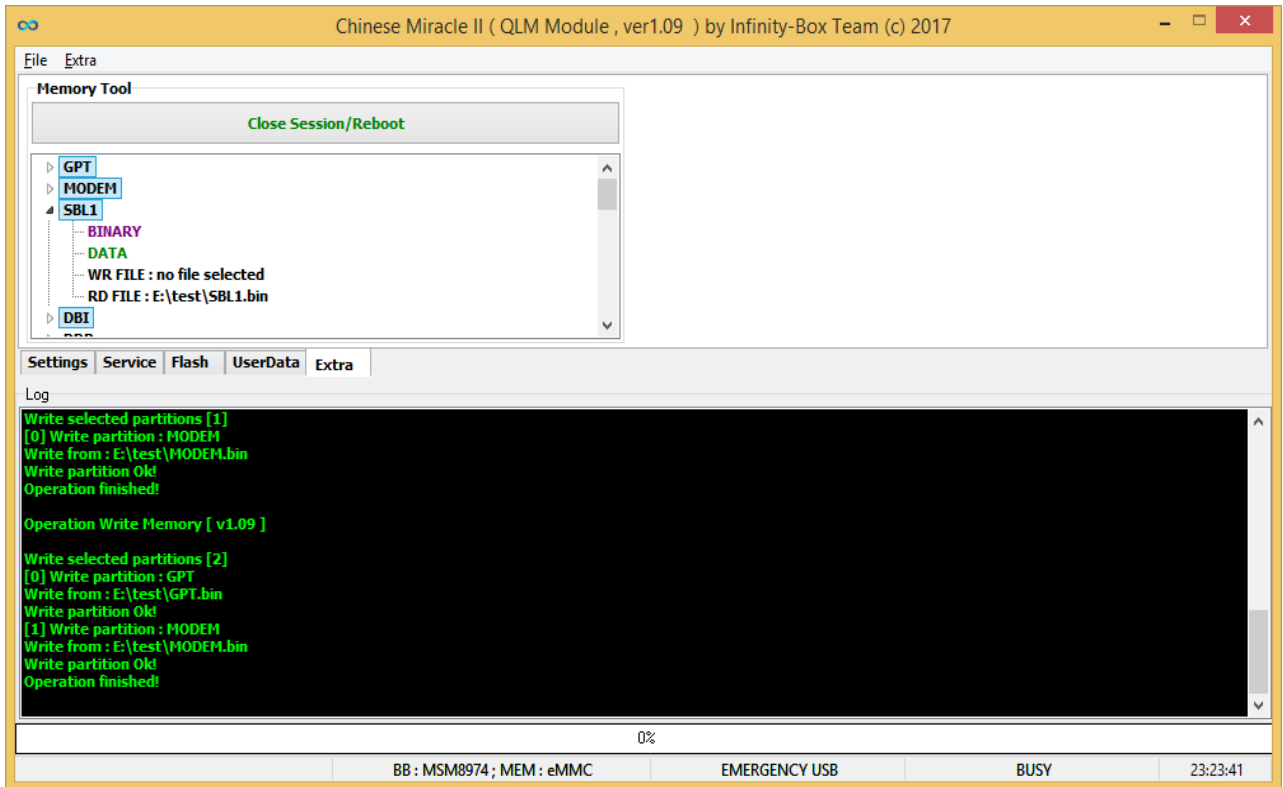 Chinese Miracle II ( QLM Module , ver1.09 ) by Infinity-Box Team (c) 2017
File Extra
Memory Tool
Close Session/Reboot
GPT
MODEM
SBL1
BINARY
DATA
WR FILE : no file selected
RD FILE : E:\test\SBL1.bin
DBI
Settings Service Flash UserData Extra
Log
Write selected partitions [1]
[0] Write partition : MODEM
Write from : E:\test\MODEM.bin
Write partition Ok!
Operation finished!
Operation Write Memory [ v1.09 ]
Write selected partitions [2]
[0] Write partition : GPT
Write from : E:\test\GPT.bin
Write partition Ok!
[1] Write partition : MODEM
Write from : E:\test\MODEM.bin
Write partition Ok!
Operation finished!
0%
BB : MSM8974 ; MEM : eMMC EMERGENCY USB BUSY 23:23:41